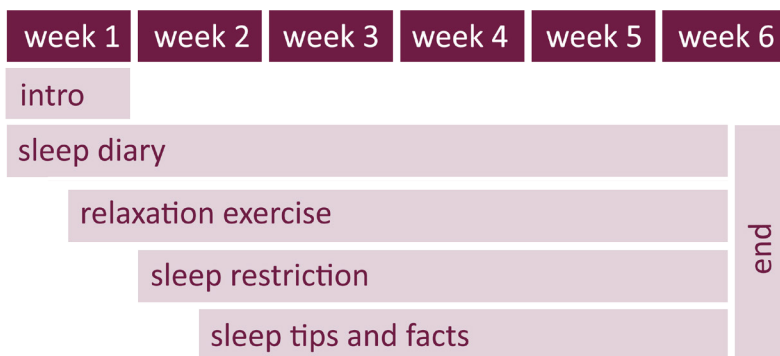 week 1 week 2 week 3 week 4 week 5 week 6
intro
sleep diary
relaxation exercise
sleep restriction
sleep tips and facts
end